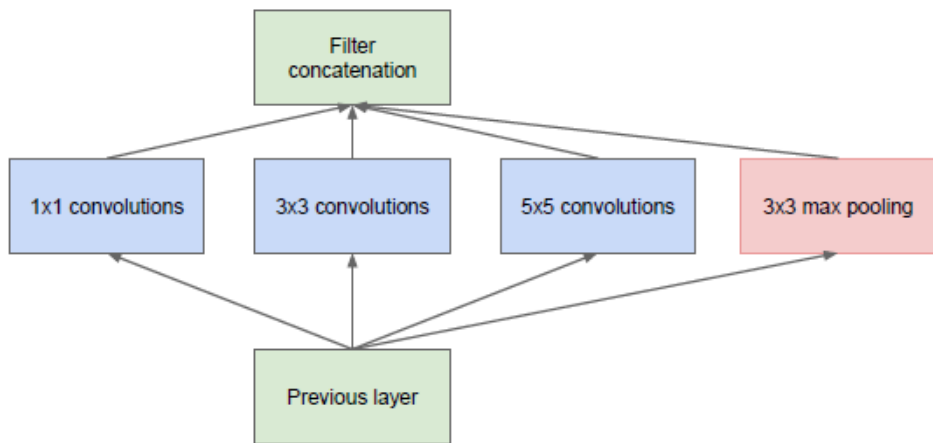 Filter
concatenation
1x1 convolutions
3x3 convolutions
5x5 convolutions
3x3 max pooling
Previous layer